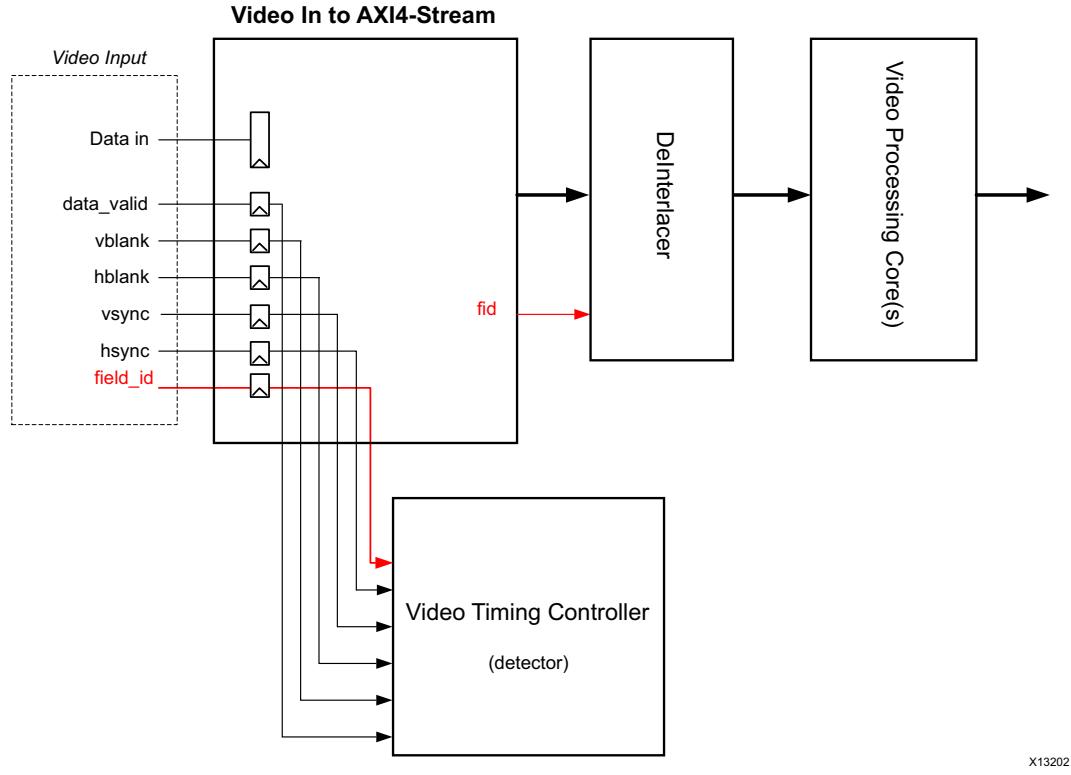 Video In to AXI4-Stream
Video Input
Data in
data_valid
vblank
hblank
vsync
hsync
field_id
fid
DeInterlacer
Video Processing Core(s)
Video Timing Controller
(detector)
X13202